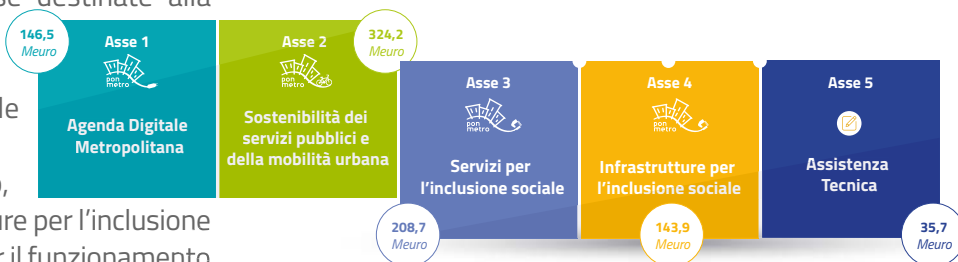 se destinate alla
le
o,
ure per l'inclusione
r il funzionamento
146,5
Meuro
Asse 1
pon
metro
Agenda Digitale
Metropolitana
Asse 2
324,2
Meuro
pon
metro
Sostenibilità dei
servizi pubblici e
della mobilità urbana
Asse 3
pon
metro
Servizi per
l'inclusione sociale
208,7
Meuro
Asse 4
pon
metro
Infrastrutture per
l'inclusione sociale
143,9
Meuro
Asse 5
Assistenza
Tecnica
35,7
Meuro